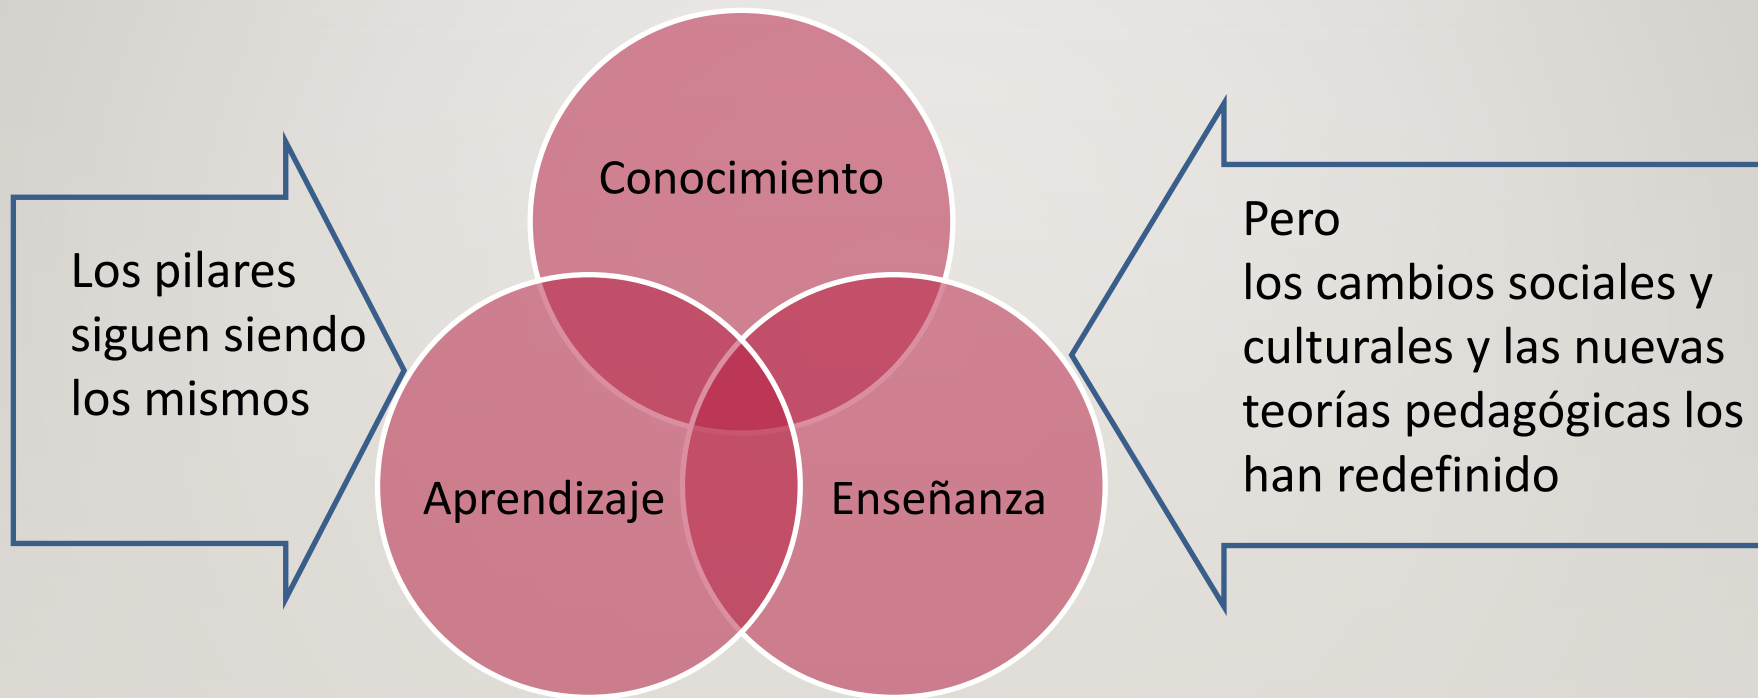 Conocimiento
Los pilares
siguen siendo
los mismos
Pero
los cambios sociales y
culturales y las nuevas
teorías pedagógicas los
han redefinido
Aprendizaje
Enseñanza